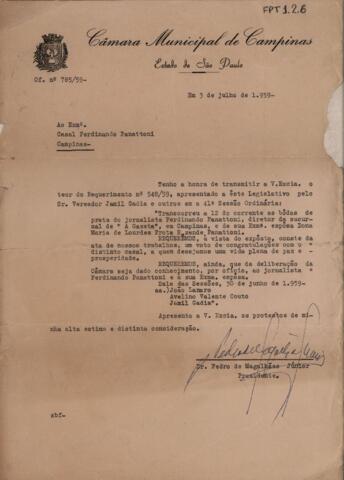 FPT 1.2.6
Câmara Municipal de Campinas
Estado de São Paulo
Of. nº 785/59-
Em 3 de julho de 1.959-
Ao Exmº.
Casal Ferdinando Panattoni
Campinas-
Tenho a honra de transmitir a V.Excia. o
teor do Requerimento nº 548/59, apresentado a êste Legislativo pelo
Sr. Vereador Jamil Gadia e outros em a 41ª Sessão Ordinária:
"Transcorreu a 12 do corrente as bôdas de
prata do jornalista Ferdinando Panattoni, diretor da sucursal
de " A Gazeta", em Campinas, e de sua Exmª. espôsa Dona
Maria de Lourdes Prota Rezende Panattoni.
REQUEREMOS, à vista do expôsto, conste da
ata de nossos trabalhos, um voto de congratulações com o
distinto casal, a quem desejamos uma vida plena de paz e
prosperidade.
REQUEREMOS, ainda, que da deliberação da
Câmara seja dado conhecimento, por ofício, ao jornalista
Ferdinando Panattoni e à sua Exma. espôsa
Sala das Sessões, 30 de junho de 1.959-
aa.)João Lanaro
Avelino Valente Couto
Jamil Gadia".
Apresento a V. Excia. os protestos de mi-
nha alta estima e distinta consideração.
Dr. Pedro de Magalhães Júnior
Presidente.